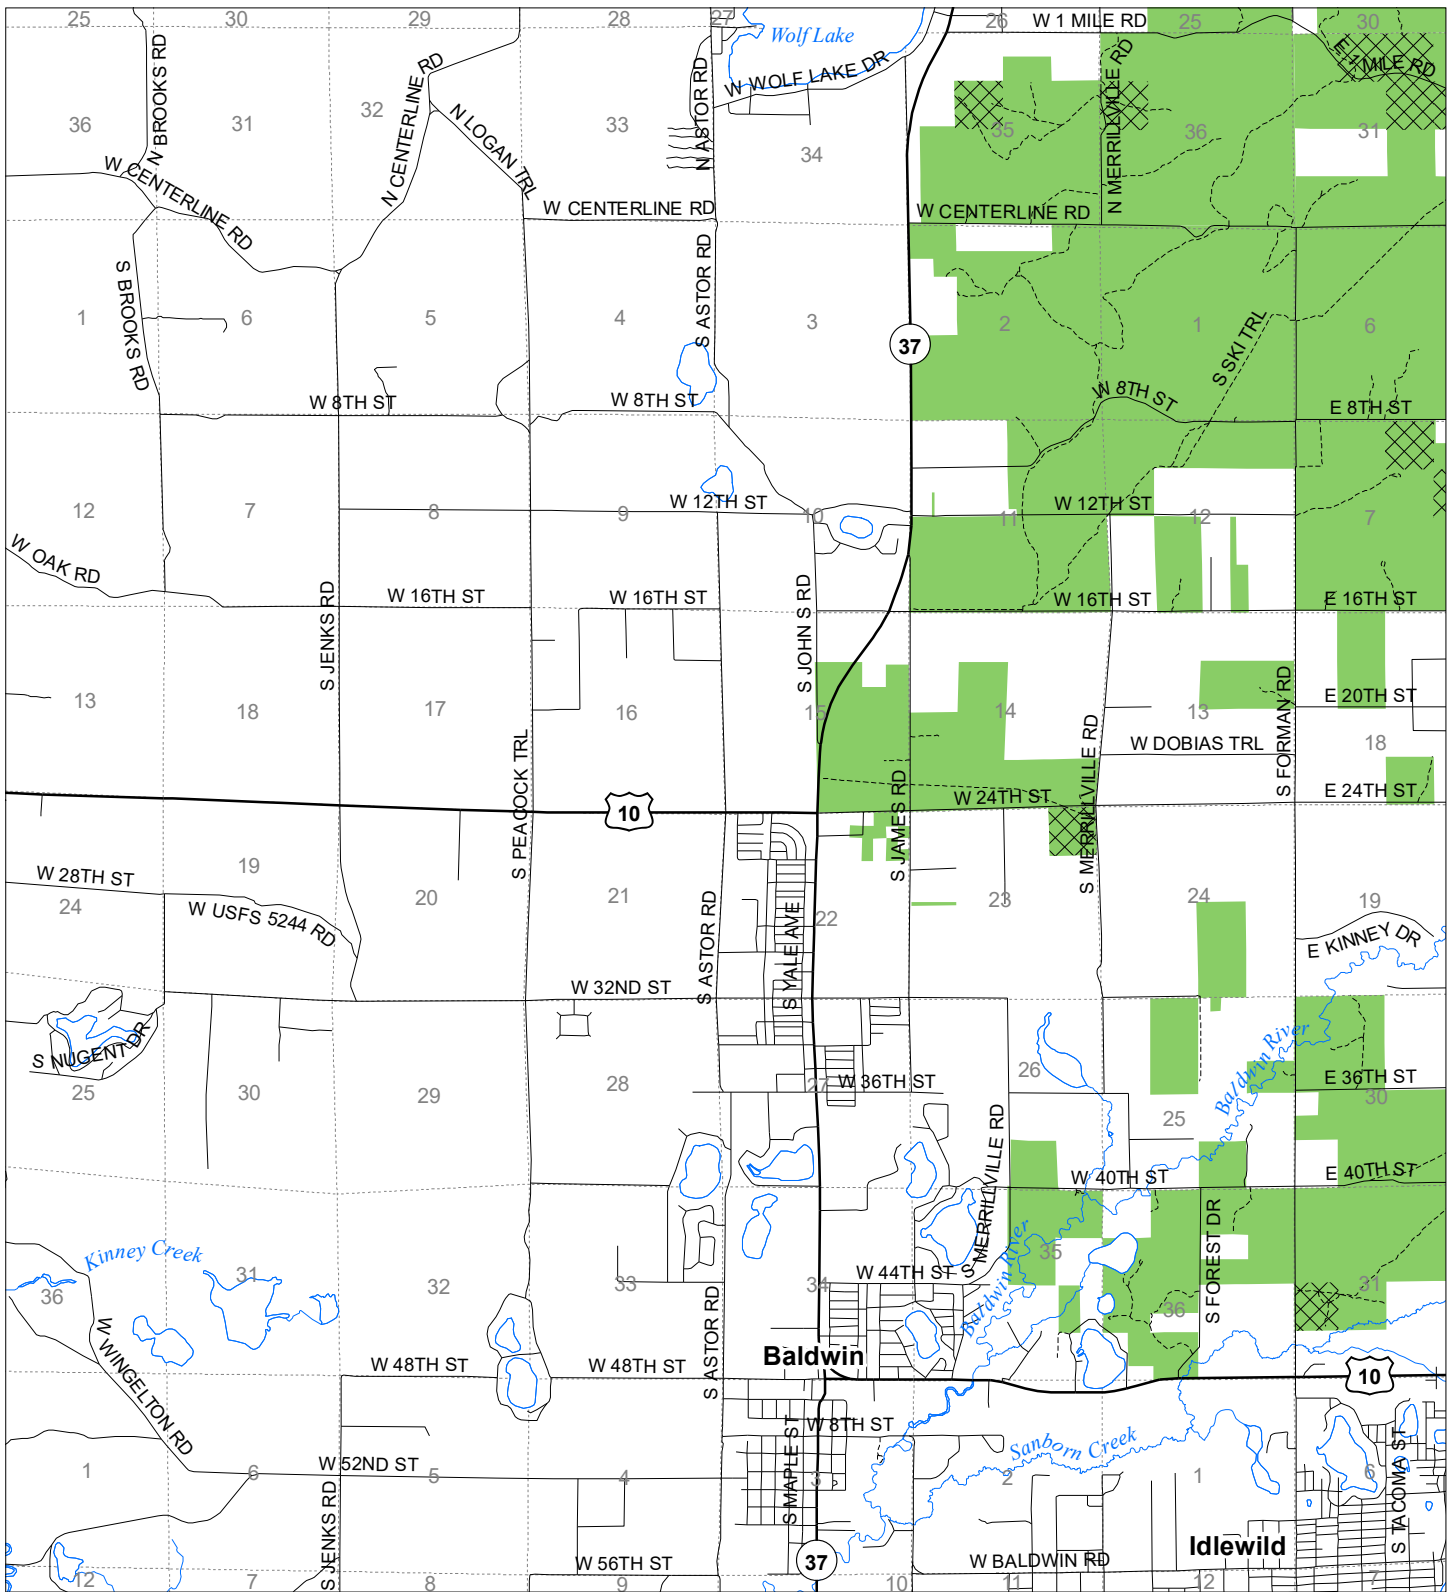 25
30
29
28
27
26
W 1 MILE RD
25
30
Wolf Lake
N BROOKS RD
N CENTERLINE RD
N ASTOR RD
W WOLF LAKE DR
N MERRILLVILLE RD
E 1 MILE RD
36
31
32
N LOGAN TRL
33
34
35
36
31
W CENTERLINE RD
W CENTERLINE RD
W CENTERLINE RD
S BROOKS RD
S ASTOR RD
1
6
5
4
3
37
2
1
6
S SKI TRL
W 8TH ST
W 8TH ST
W 8TH ST
E 8TH ST
12
7
8
9
W 12TH ST
10
11
W 12TH ST
12
7
W OAK RD
S JENKS RD
W 16TH ST
W 16TH ST
S JOHN S RD
W 16TH ST
E 16TH ST
13
18
17
16
15
14
13
S FORMAN RD
E 20TH ST
18
S PEACOCK TRL
S MERRILLVILLE RD
W DOBIAS TRL
S JAMES RD
W 24TH ST
E 24TH ST
10
19
W 28TH ST
24
W USFS 5244 RD
20
21
S ASTOR RD
S YALE AVE
22
23
24
19
E KINNEY DR
W 32ND ST
S NUGENT DR
25
30
29
28
27
W 36TH ST
26
25
Baldwin River
E 36TH ST
30
S MERRILLVILLE RD
W 40TH ST
E 40TH ST
Kinney Creek
36
31
32
33
34
W 44TH ST
Baldwin River
35
36
S FOREST DR
31
W WINGELTON RD
W 48TH ST
W 48TH ST
S ASTOR RD
Baldwin
10
S MAPLE ST
W 8TH ST
Sanborn Creek
S TACOMA ST
1
6
W 52ND ST
5
4
3
2
1
6
S JENKS RD
Idlewild
W 56TH ST
37
W BALDWIN RD
12
7
8
9
10
11
12
7